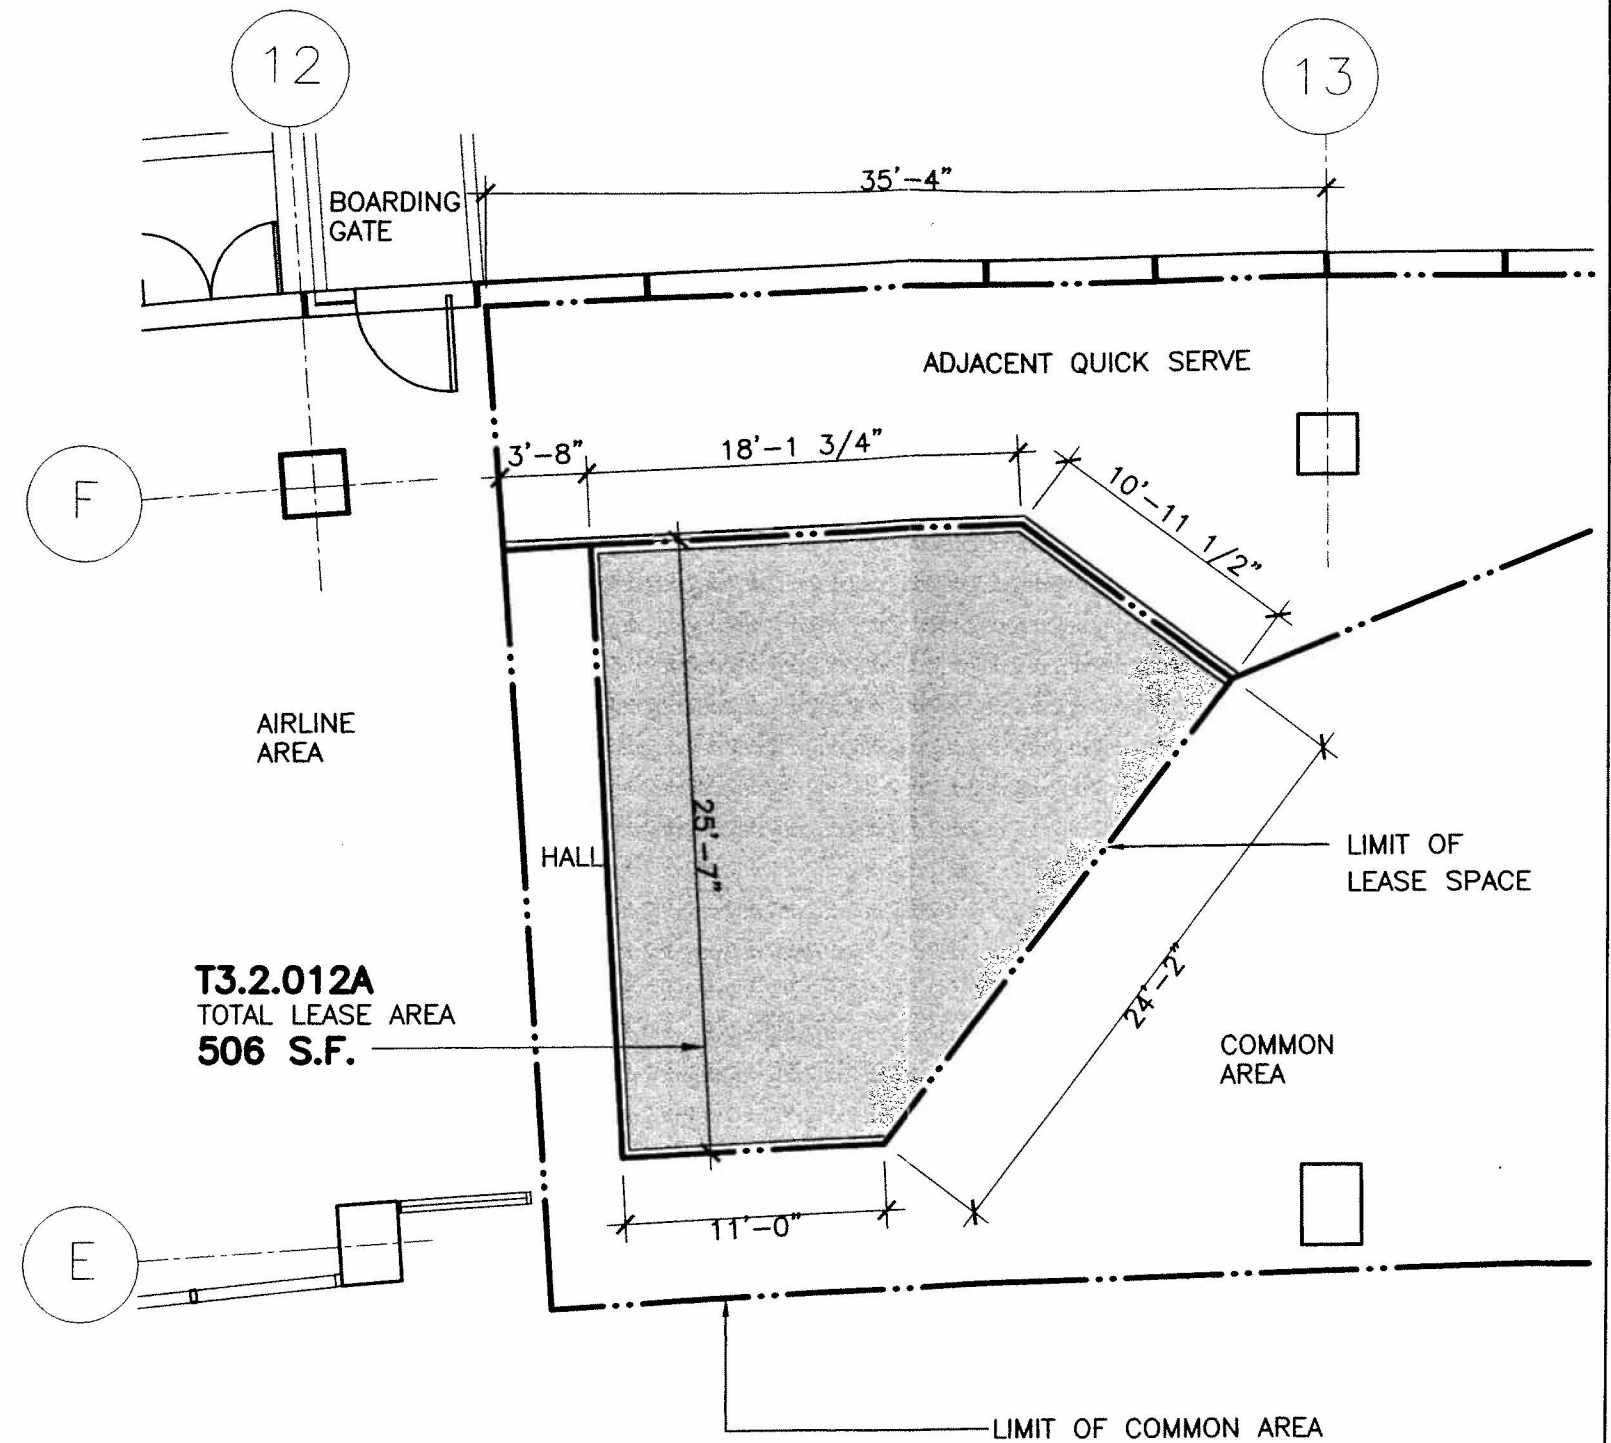 12
13
35'-4"
BOARDING
GATE
ADJACENT QUICK SERVE
3'-8"
18'-1 3/4"
10'-11 1/2"
F
AIRLINE
AREA
HALL
25'-7"
LIMIT OF
LEASE SPACE
T3.2.012A
TOTAL LEASE AREA
506 S.F.
24'-2"
COMMON
AREA
11'-0"
E
LIMIT OF COMMON AREA